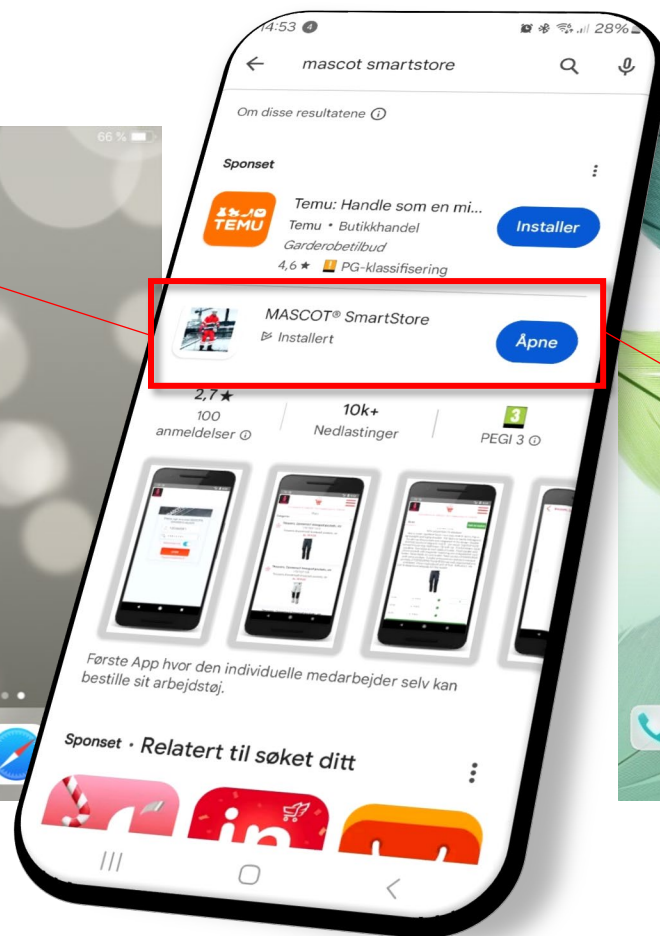 66 %
14:53 4
28%
mascot smartstore
Om disse resultatene
Sponset
TEMU
Temu: Handle som en mi...
Temu • Butikkhandel
Garderobetilbud
4,6 ★ PG-klassifisering
Installer
MASCOT® SmartStore
Installert
Åpne
2,7 ★
100
anmeldelser
10k+
Nedlastinger
3
PEGI 3
Første App hvor den individuelle medarbejder selv kan
bestille sit arbejdstøj.
Sponset · Relatert til søket ditt
in